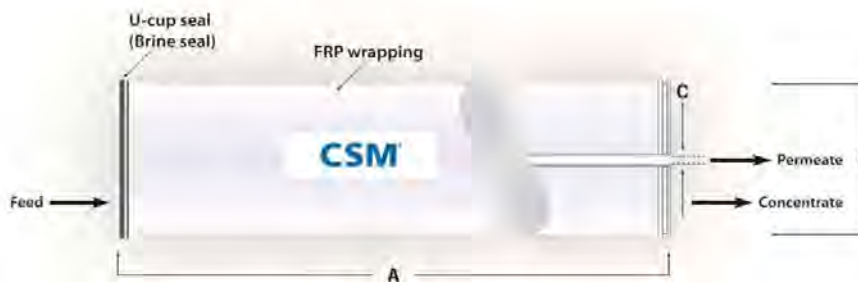 U-cup seal
(Brine seal)
FRP wrapping
C
CSM
Permeate
Feed
Concentrate
A